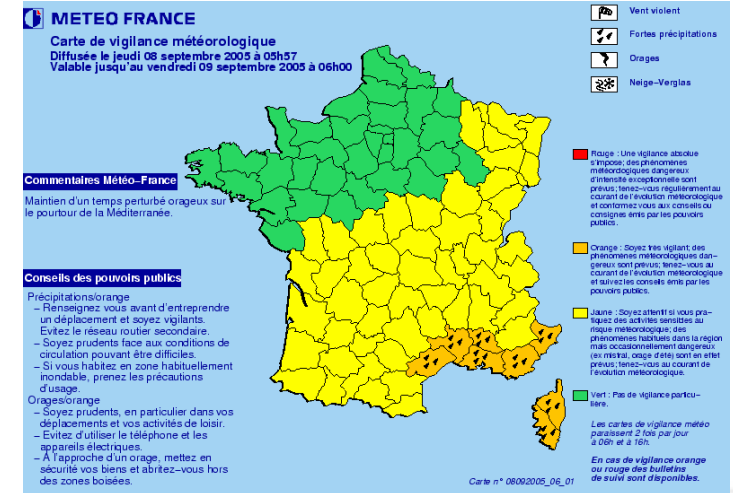 METEO FRANCE
Carte de vigilance météorologique
Diffusée le jeudi 08 septembre 2005 à 05h57
Valable jusqu'au vendredi 09 septembre 2005 à 06h00
Vent violent
Fortes précipitations
Orages
Neige–Verglas
Commentaires Météo–France
Maintien d'un temps perturbé orageux sur
le pourtour de la Méditerranée.
Conseils des pouvoirs publics
Précipitations/orange
– Renseignez vous avant d'entreprendre
un déplacement et soyez vigilants.
Evitez le réseau routier secondaire.
– Soyez prudents face aux conditions de
circulation pouvant être difficiles.
– Si vous habitez en zone habituellement
inondable, prenez les précautions
d'usage.
Orages/orange
– Soyez prudents, en particulier dans vos
déplacements et vos activités de loisir.
– Evitez d'utiliser le téléphone et les
appareils électriques.
– A l'approche d'un orage, mettez en
sécurité vos biens et abritez–vous hors
des zones boisées.
Rouge : Une vigilance absolue
s'impose; des phénomènes
météorologiques dangereux
d'intensité exceptionnelle sont
prévus; tenez–vous régulièrement au
courant de l'évolution météorologique
et conformez vous aux conseils ou
consignes émis par les pouvoirs
publics.
Orange : Soyez très vigilant; des
phénomènes météorologiques dan–
gereux sont prévus; tenez–vous au
courant de l'évolution météorologique
et suivez les conseils émis par les
pouvoirs publics.
Jaune : Soyez attentif si vous pra–
tiquez des activités sensibles au
risque météorologique; des
phénomènes habituels dans la région
mais occasionnellement dangereux
(ex mistral, orage d'été) sont en effet
prévus; tenez–vous au courant de
l'évolution météorologique.
Vert : Pas de vigilance particu–
lière.
Les cartes de vigilance météo
paraissent 2 fois par jour
à 06h et à 16h.
En cas de vigilance orange
ou rouge des bulletins
de suivi sont disponibles.
Carte n° 08092005_06_01